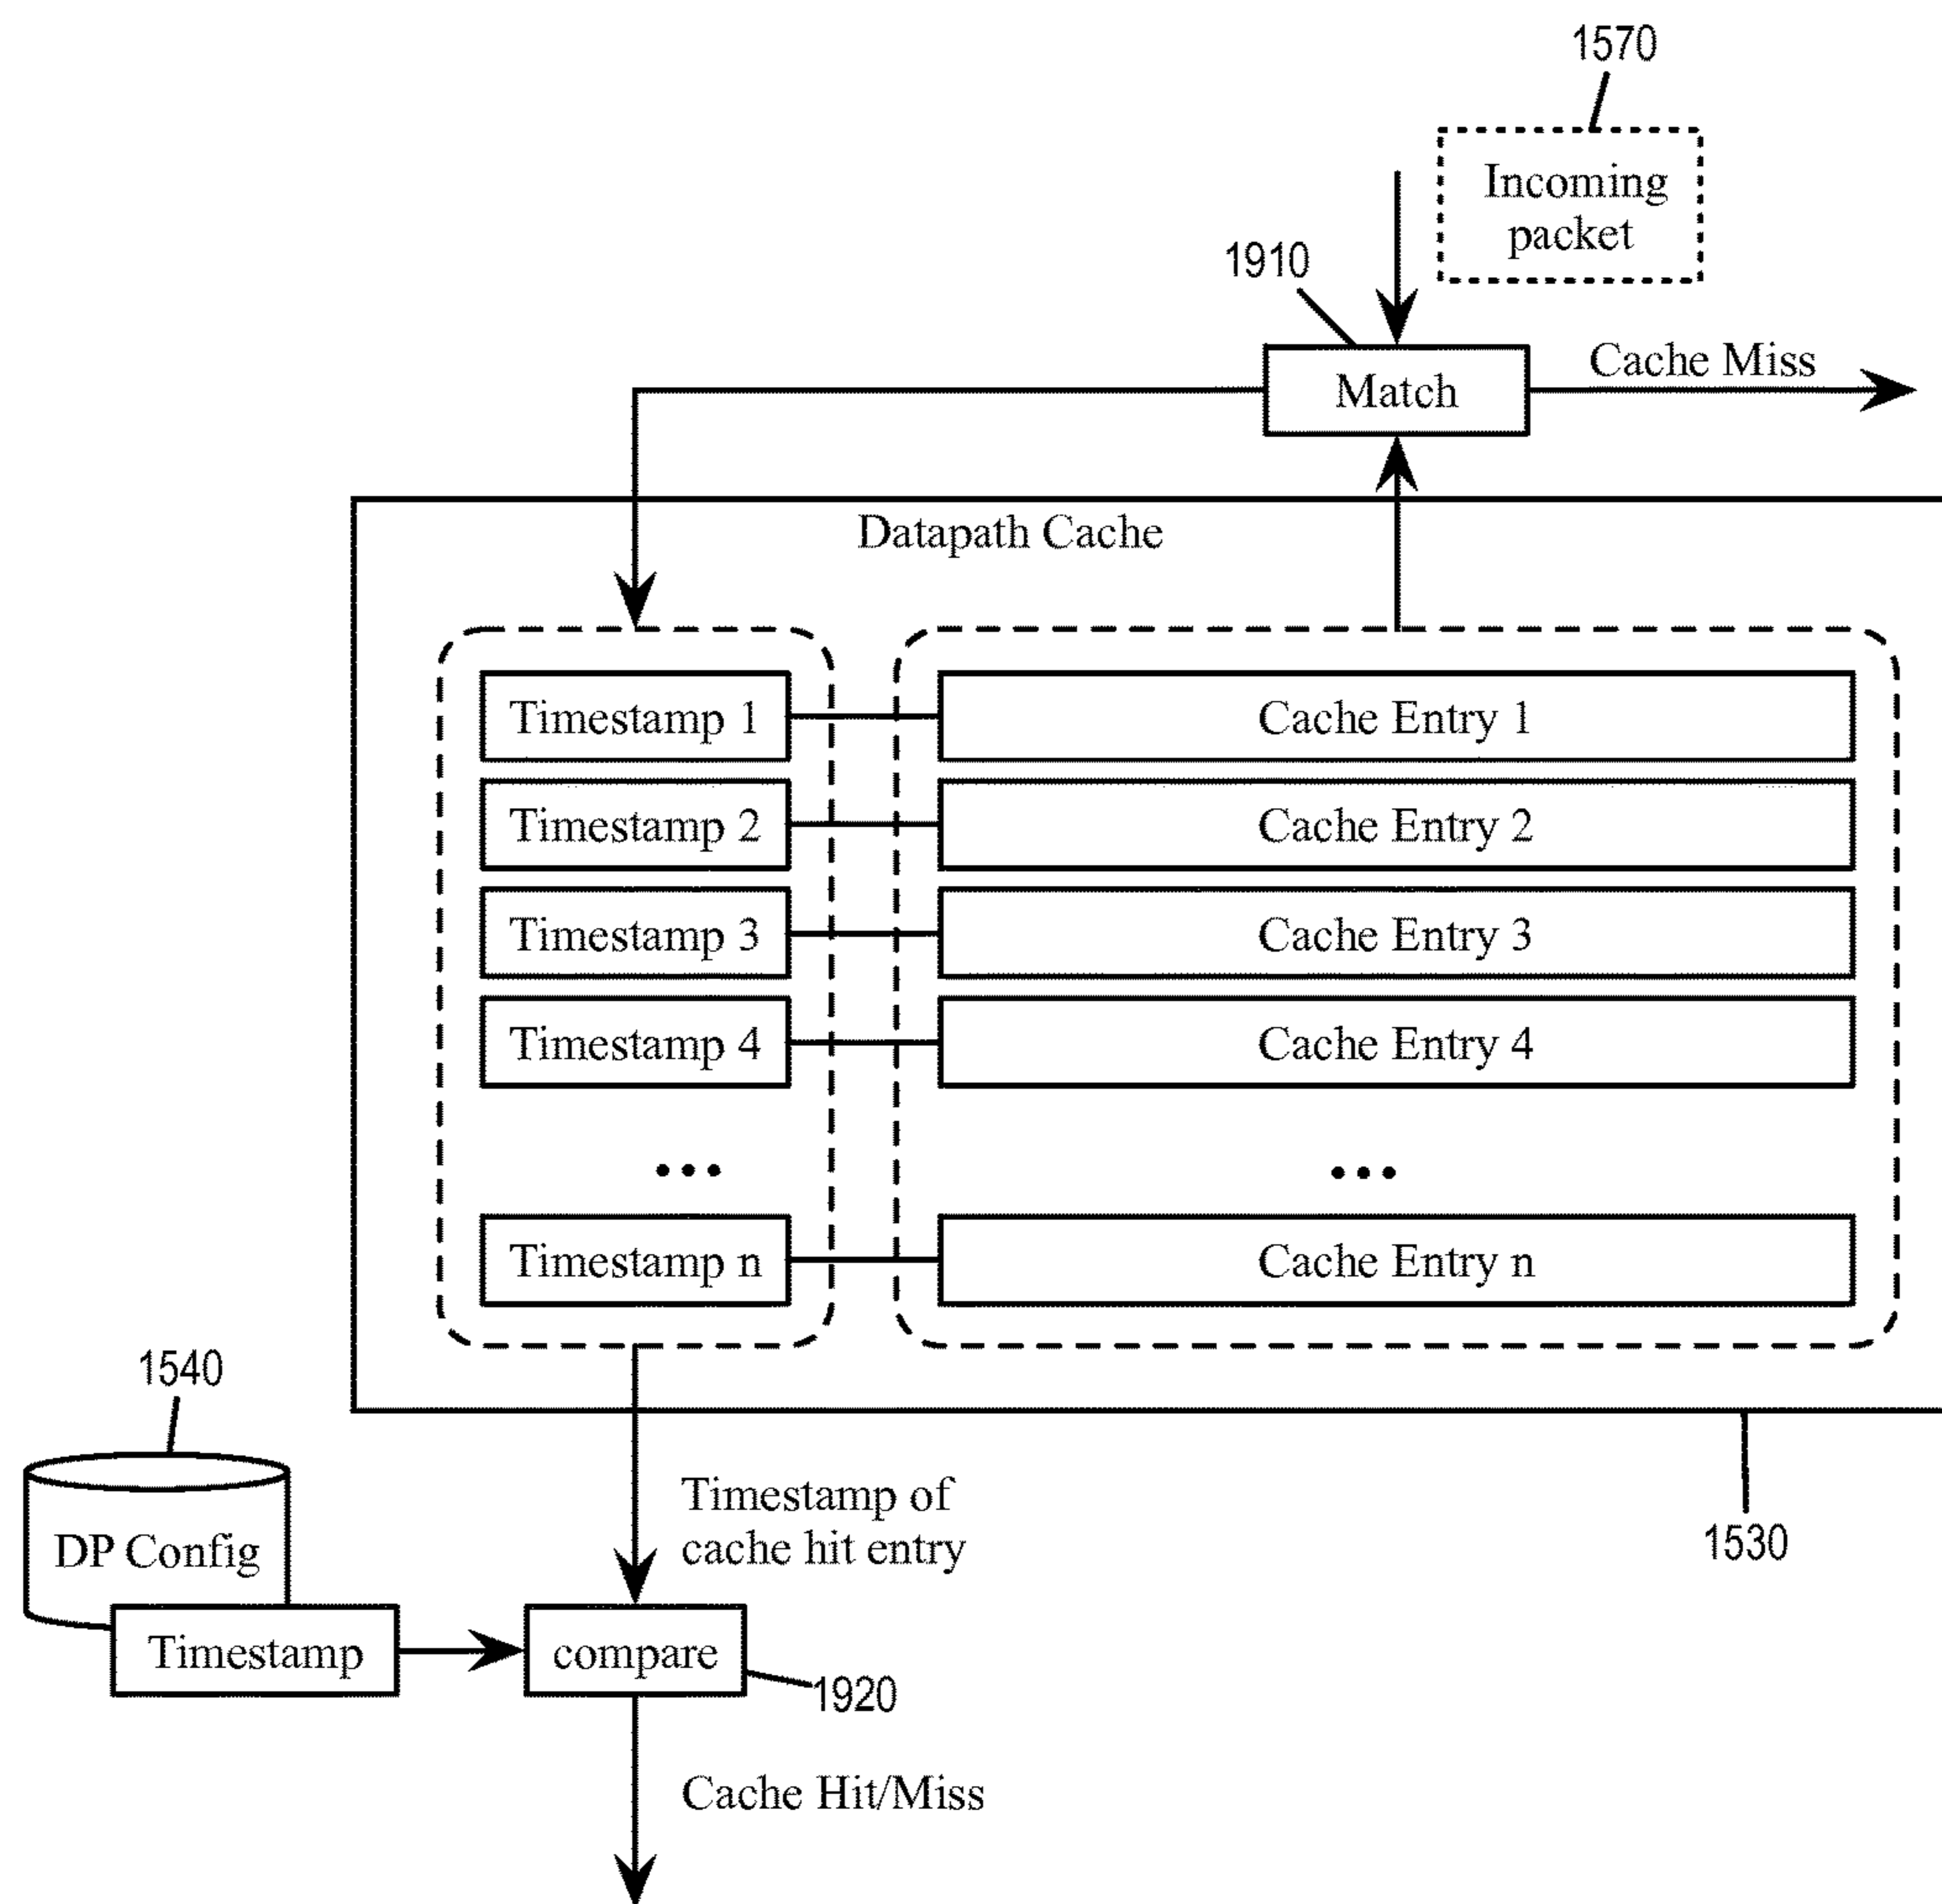 1570
Incoming
packet
1910
Match
Cache Miss
Datapath Cache
Timestamp 1
Cache Entry 1
Timestamp 2
Cache Entry 2
Timestamp 3
Cache Entry 3
Timestamp 4
Cache Entry 4
...
...
Timestamp n
Cache Entry n
1540
DP Config
Timestamp
Timestamp of
cache hit entry
1530
compare
1920
Cache Hit/Miss